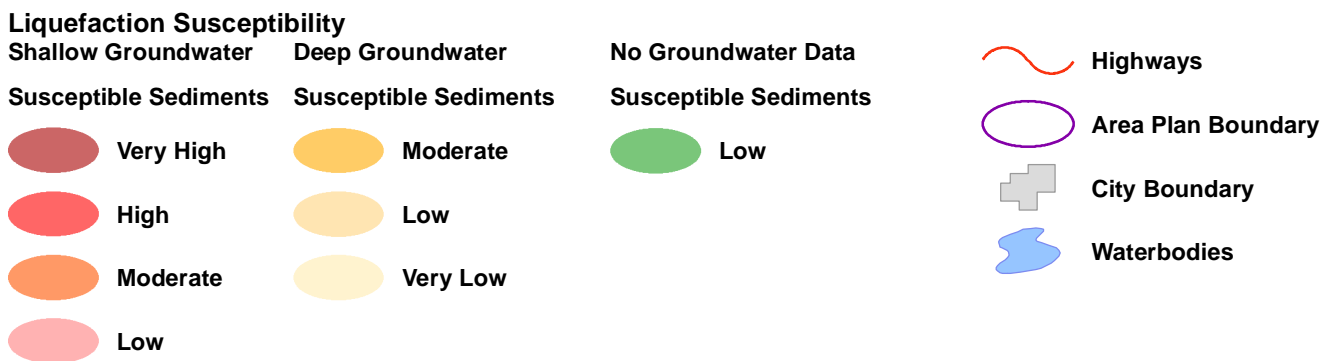 Liquefaction Susceptibility
Shallow Groundwater
Susceptible Sediments
Very High
High
Moderate
Low
Deep Groundwater
Susceptible Sediments
Moderate
Low
Very Low
No Groundwater Data
Susceptible Sediments
Low
Highways
Area Plan Boundary
City Boundary
Waterbodies